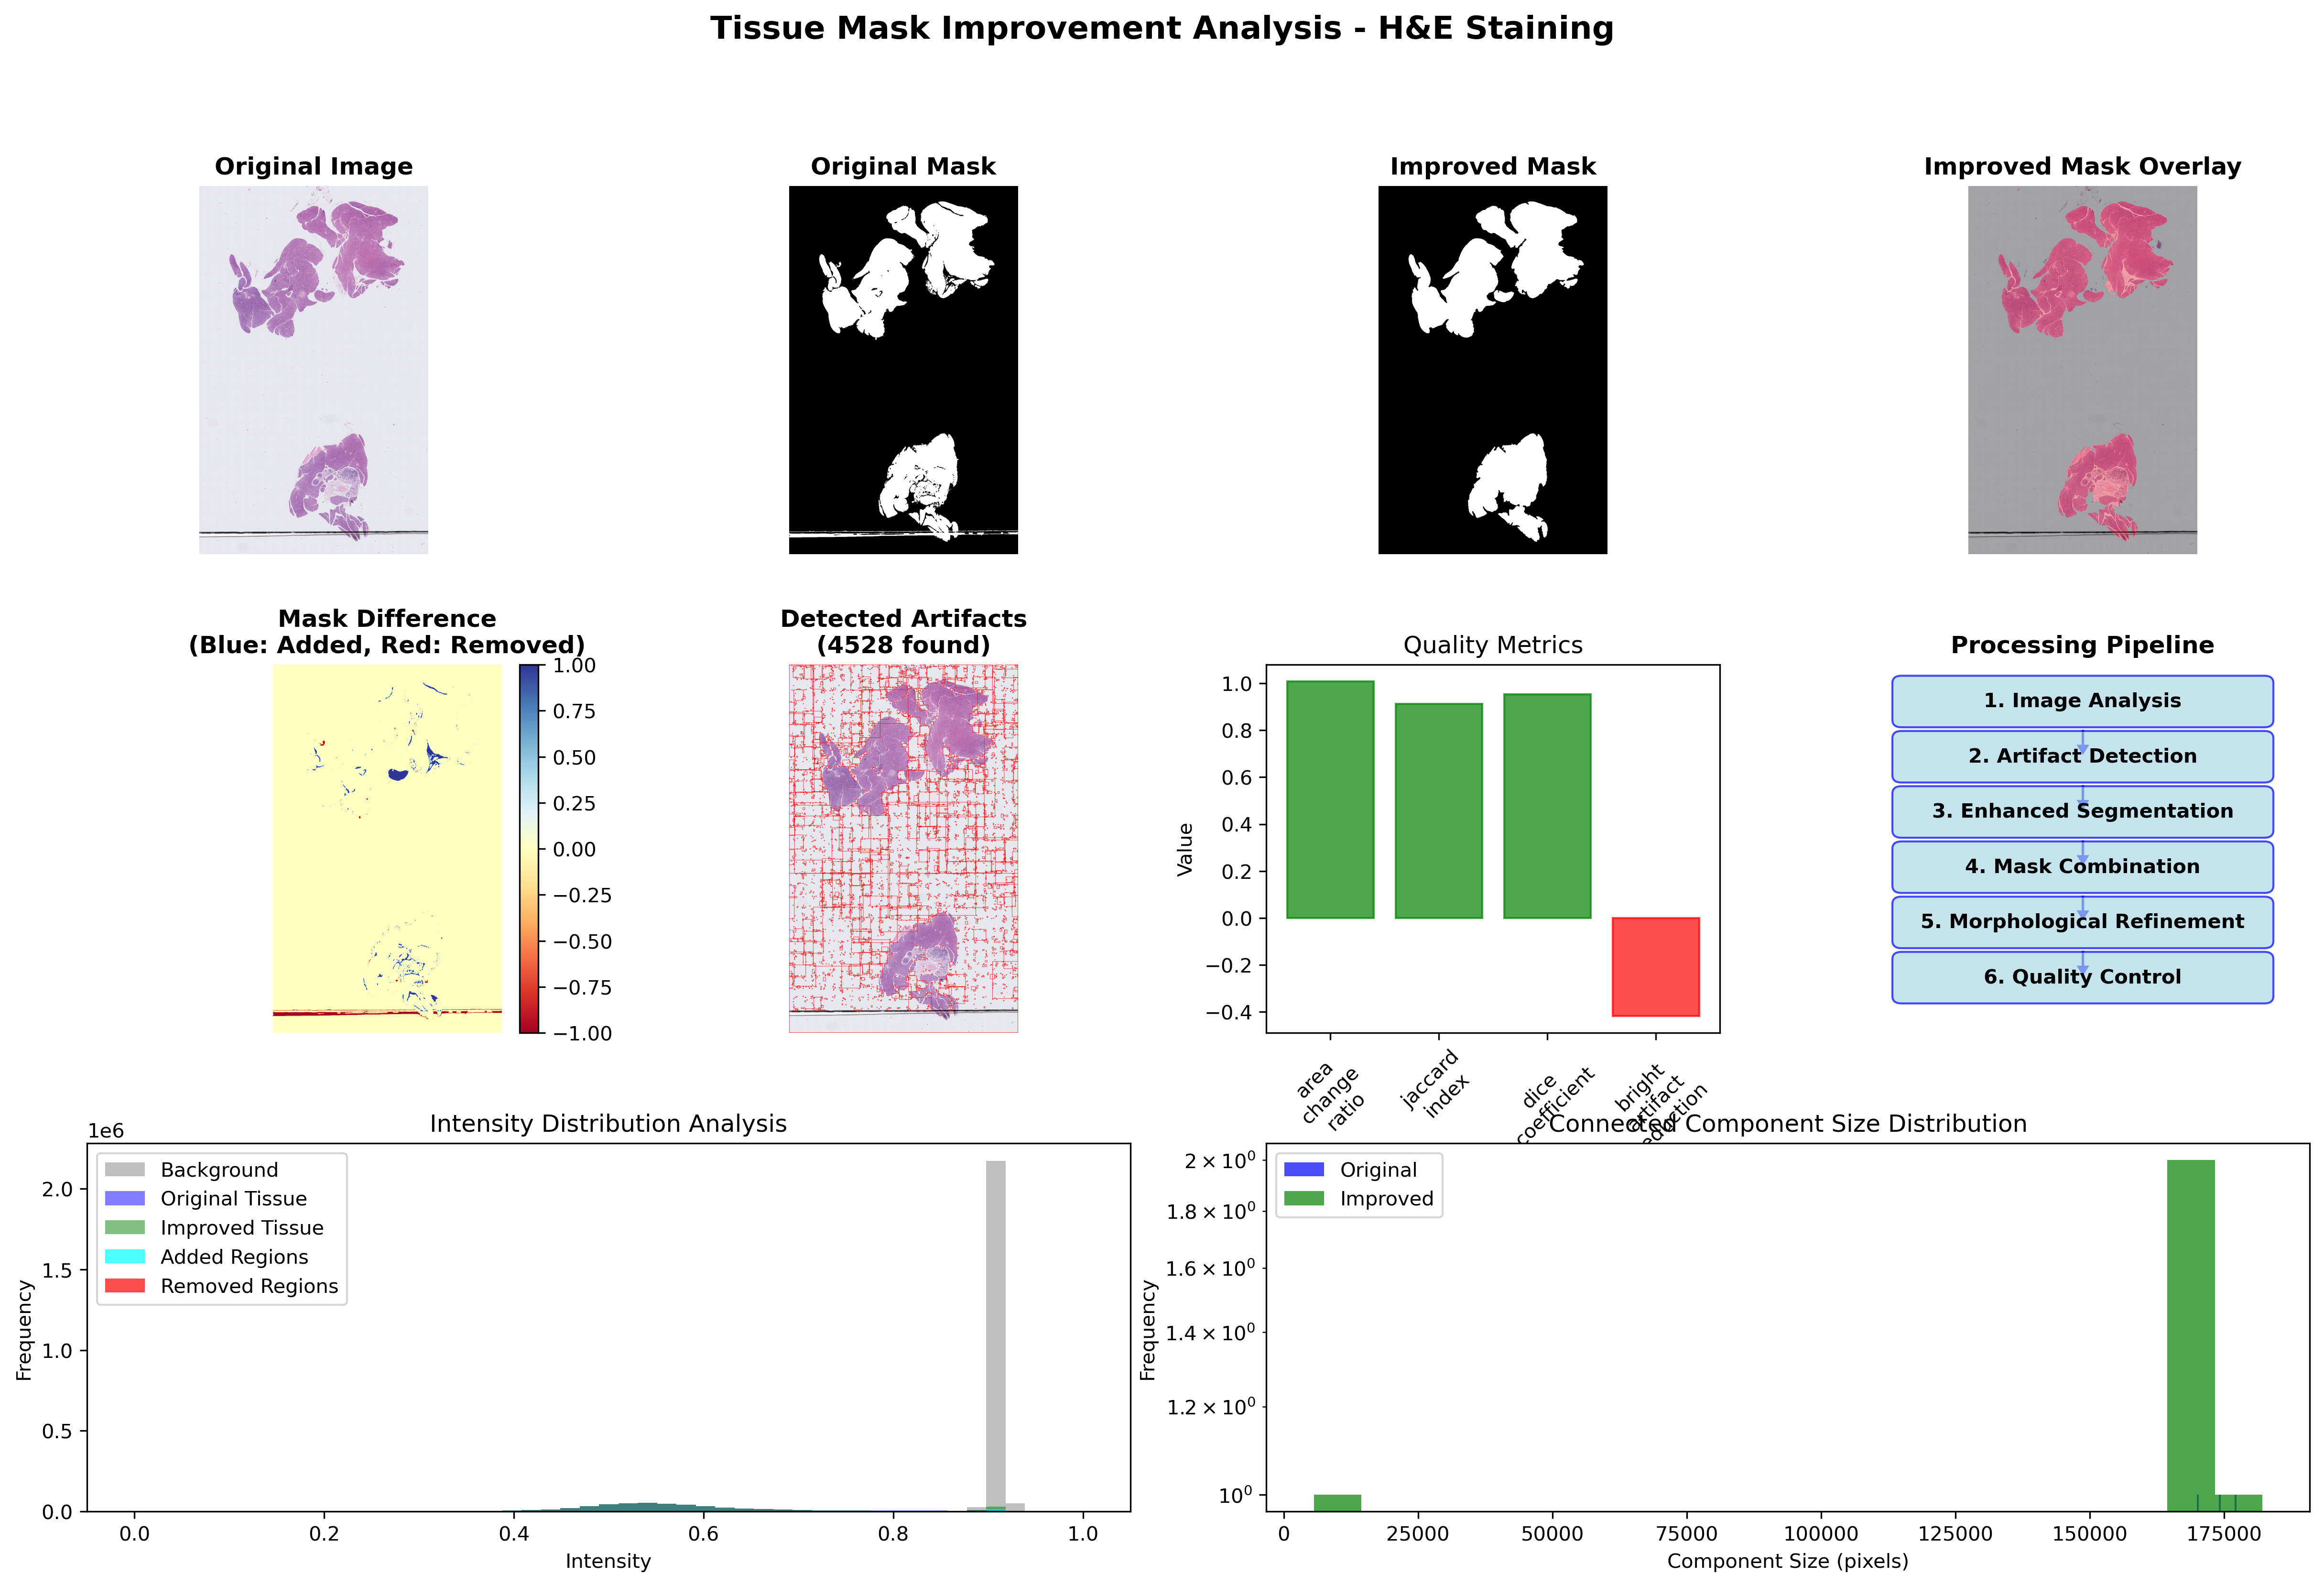 Tissue Mask Improvement Analysis - H&E Staining
Original Image
Original Mask
Improved Mask
Improved Mask Overlay
Mask Difference
(Blue: Added, Red: Removed)
1.00
0.75
0.50
0.25
0.00
−0.25
−0.50
−0.75
−1.00
Detected Artifacts
(4528 found)
Quality Metrics
Value
1.0
0.8
0.6
0.4
0.2
0.0
−0.2
−0.4
area
change
ratio
jaccard
index
dice
coefficient
bright
artifact
Processing Pipeline
1. Image Analysis
2. Artifact Detection
3. Enhanced Segmentation
4. Mask Combination
5. Morphological Refinement
6. Quality Control
Intensity Distribution Analysis
1e6
Frequency
2.0
1.5
1.0
0.5
0.0
Background
Original Tissue
Improved Tissue
Added Regions
Removed Regions
0.0 0.2 0.4 0.6 0.8 1.0
Intensity
Connected Component Size Distribution
Frequency
2 × 10⁰
1.8 × 10⁰
1.6 × 10⁰
1.4 × 10⁰
1.2 × 10⁰
10⁰
Original
Improved
0 25000 50000 75000 100000 125000 150000 175000
Component Size (pixels)